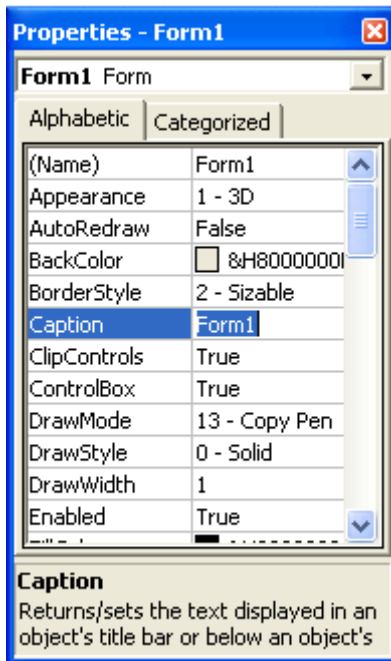 Properties - Form1
Form1 Form
Alphabetic Categorized
(Name) Form1
Appearance 1 - 3D
AutoRedraw False
BackColor &H8000000
BorderStyle 2 - Sizable
Caption Form1
ClipControls True
ControlBox True
DrawMode 13 - Copy Pen
DrawStyle 0 - Solid
DrawWidth 1
Enabled True
Caption
Returns/sets the text displayed in an
object's title bar or below an object's